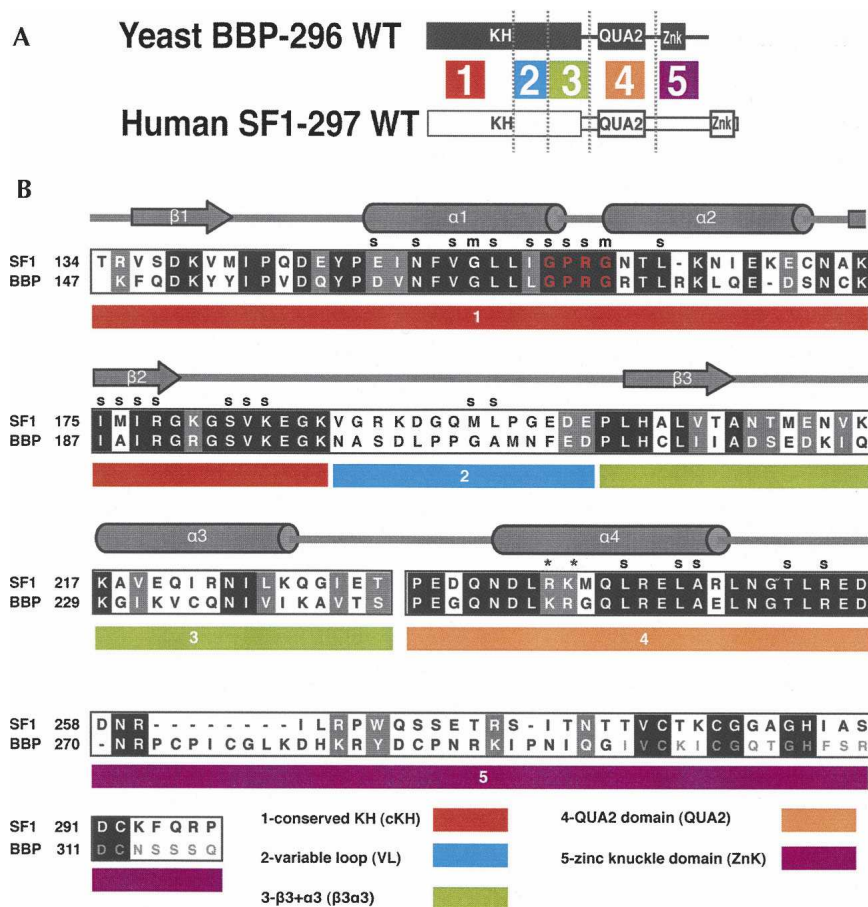 A
Yeast BBP-296 WT
KH QUA2 Znk
1 2 3 4 5
Human SF1-297 WT
KH QUA2 Znk
B
β1 α1 α2
s s s m s s s s s m s
SF1 134 T R V S D K V M I P Q D E Y P E I N F V G L L I G P R G N T L - K N I E K E C N A K
BBP 147 K F Q D K Y Y I P V D Q Y P D V N F V G L L L G P R G R T L R K L Q E - D S N C K
1
β2 β3
s s s s s s s s s
SF1 175 I M I R G K G S V K E G K V G R K D G Q M L P G E D E P L H A L V T A N T M E N V K
BBP 187 I A I R G R G S V K E G K N A S D L P P G A M N F E D P L H C L I I A D S E D K I Q
2
α3 α4
* * s s s s s
SF1 217 K A V E Q I R N I L K Q G I E T P E D Q N D L R K M Q L R E L A R L N G T L R E D
BBP 229 K G I K V C Q N I V I K A V T S P E G Q N D L K R G Q L R E L A E L N G T L R E D
3 4
SF1 258 D N R - - - - - - - - I L R P W Q S S E T R S - I T N T T V C T K C G G A G H I A S
BBP 270 - N R P C P I C G L K D H K R Y D C P N R K I P N I Q G I V C K I C G Q T G H F S R
5
SF1 291 D C K F Q R P
BBP 311 D C N S S S Q
1-conserved KH (cKH)
2-variable loop (VL)
3-β3+α3 (β3α3)
4-QUA2 domain (QUA2)
5-zinc knuckle domain (ZnK)